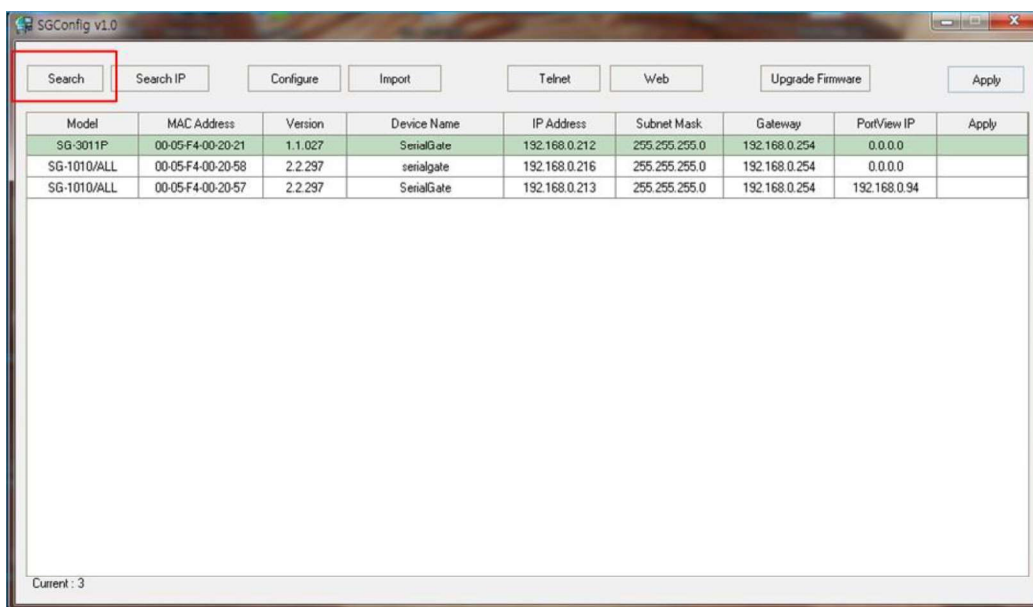 SGConfig v1.0
Search Search IP Configure Import Telnet Web Upgrade Firmware Apply
Model MAC Address Version Device Name IP Address Subnet Mask Gateway PortView IP Apply
SG-3011P 00-05-F4-00-20-21 1.1.027 SerialGate 192.168.0.212 255.255.255.0 192.168.0.254 0.0.0.0
SG-1010/ALL 00-05-F4-00-20-58 2.2.297 serialgate 192.168.0.216 255.255.255.0 192.168.0.254 0.0.0.0
SG-1010/ALL 00-05-F4-00-20-57 2.2.297 SerialGate 192.168.0.213 255.255.255.0 192.168.0.254 192.168.0.94
Current : 3